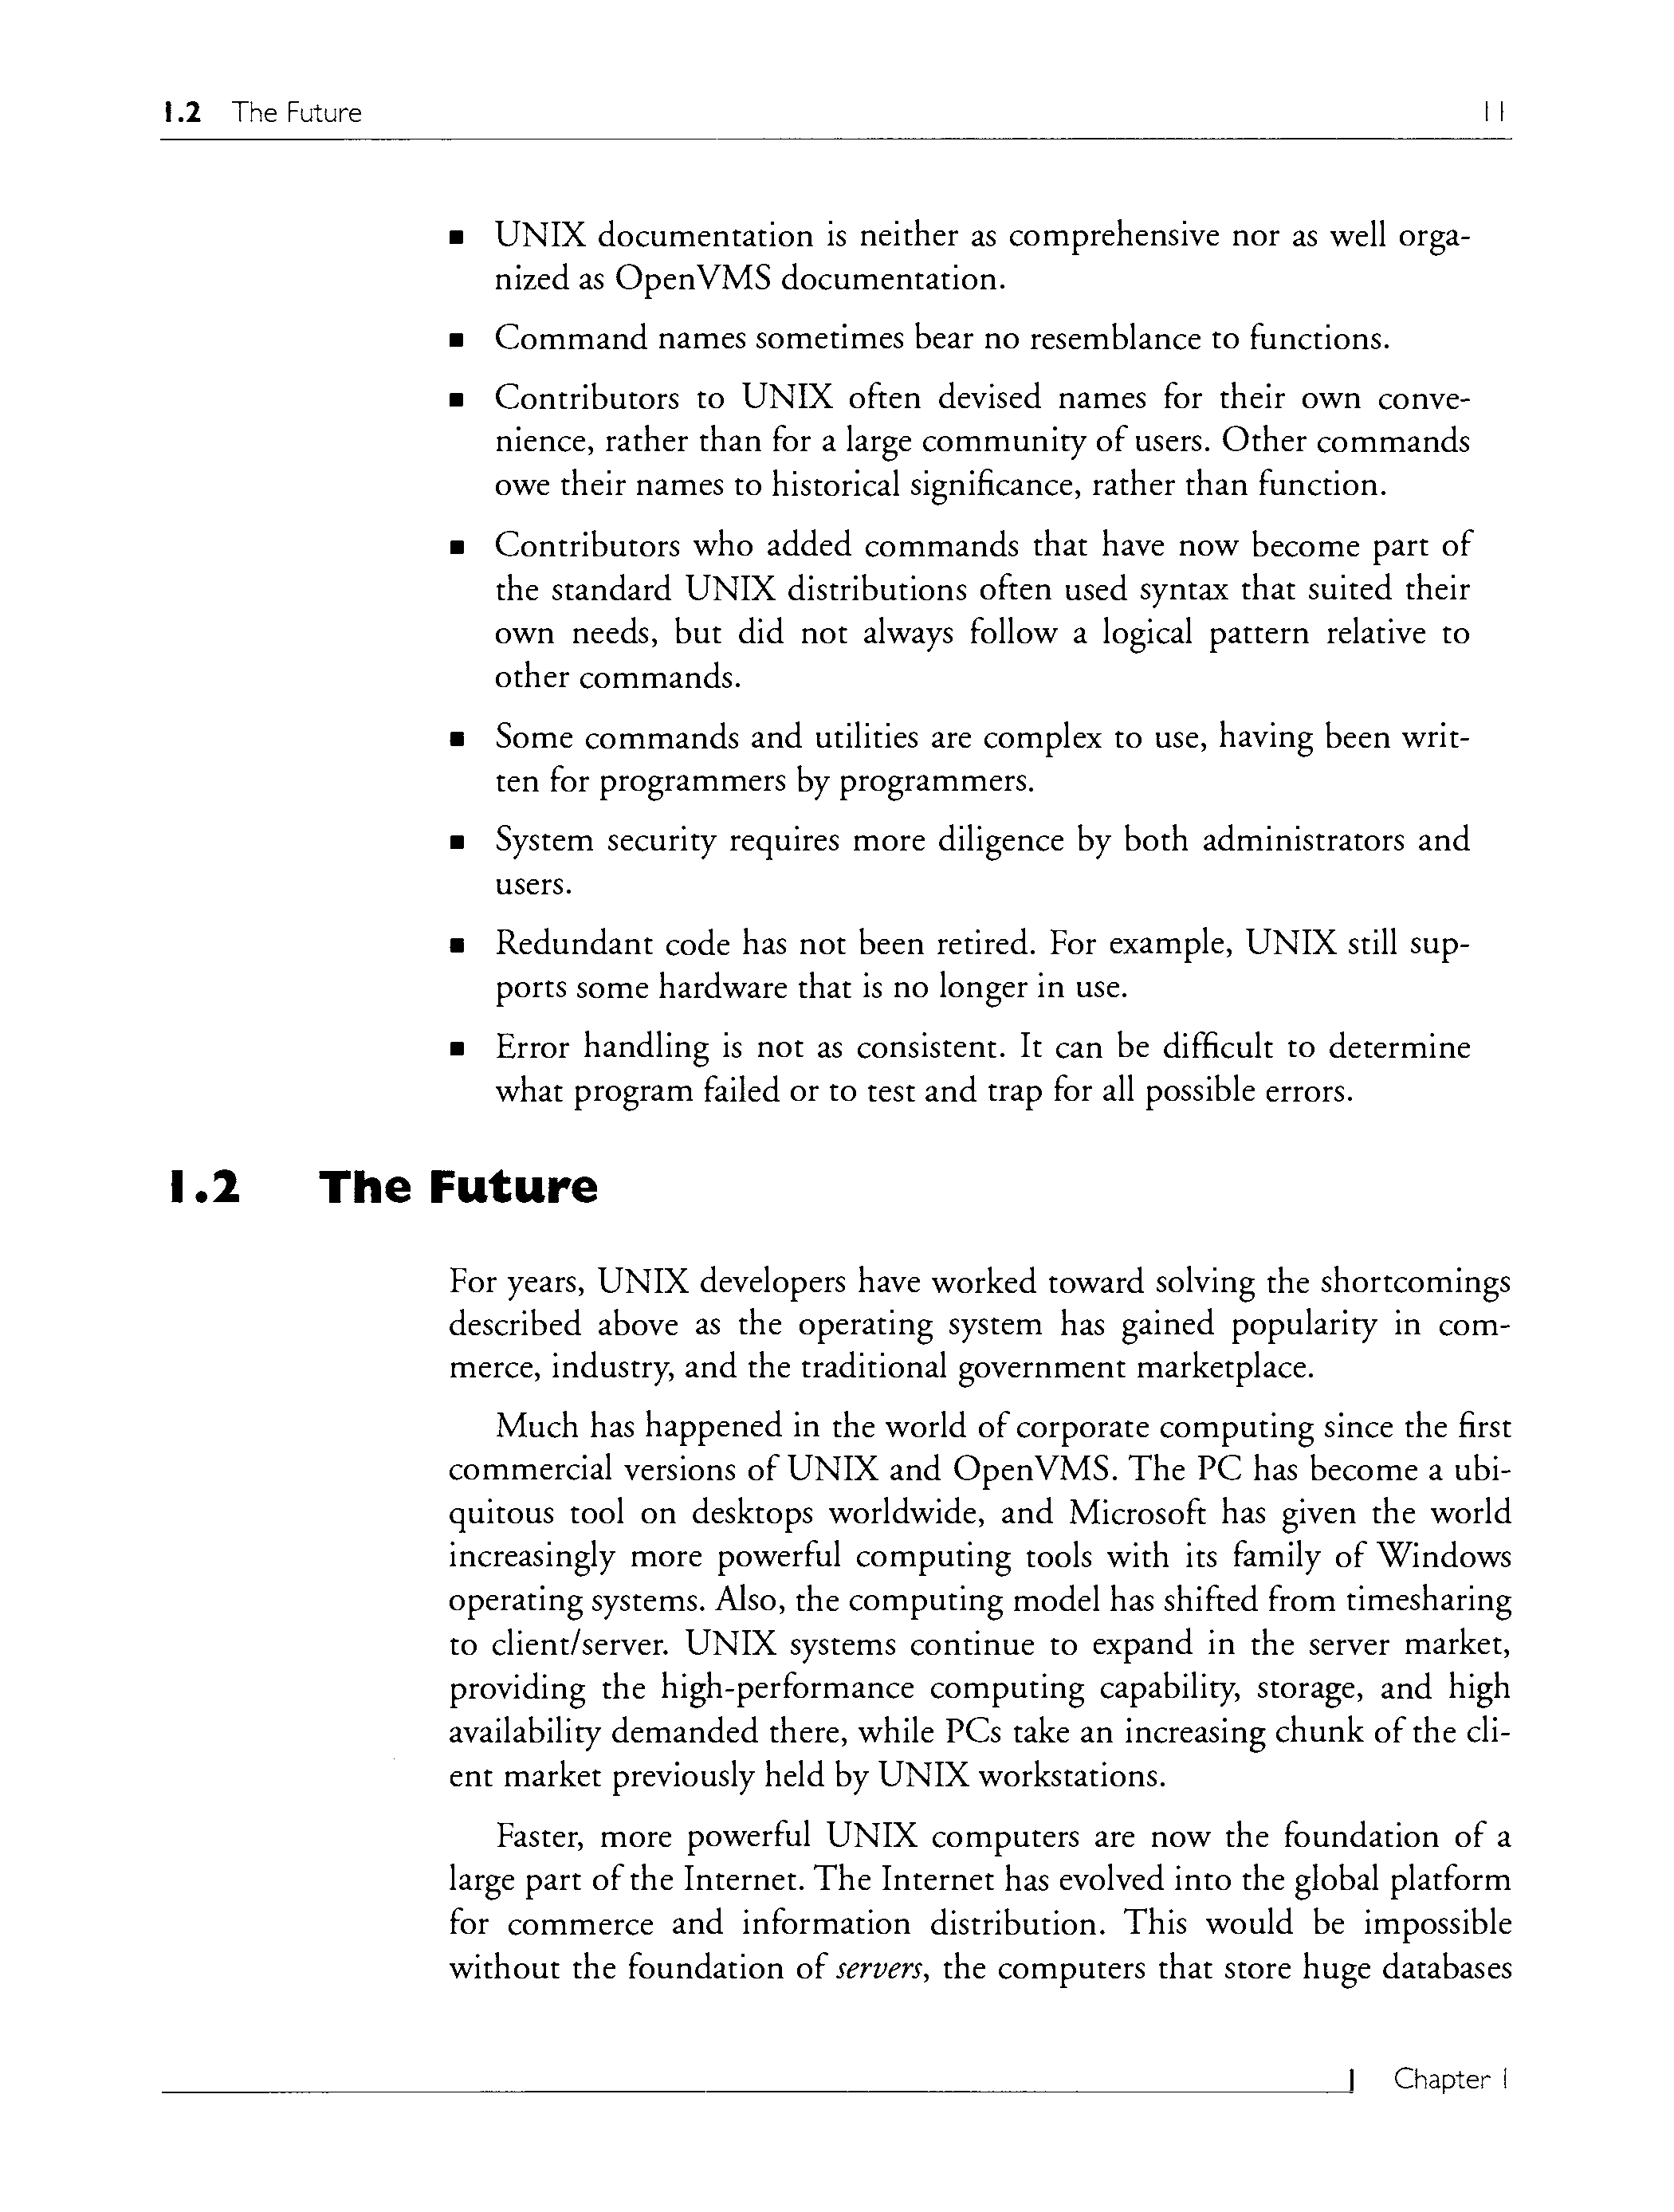 1.2 The Future 11
■ UNIX documentation is neither as comprehensive nor as well orga-
nized as OpenVMS documentation.
■ Command names sometimes bear no resemblance to functions.
■ Contributors to UNIX often devised names for their own conve-
nience, rather than for a large community of users. Other commands
owe their names to historical significance, rather than function.
■ Contributors who added commands that have now become part of
the standard UNIX distributions often used syntax that suited their
own needs, but did not always follow a logical pattern relative to
other commands.
■ Some commands and utilities are complex to use, having been writ-
ten for programmers by programmers.
■ System security requires more diligence by both administrators and
users.
■ Redundant code has not been retired. For example, UNIX still sup-
ports some hardware that is no longer in use.
■ Error handling is not as consistent. It can be difficult to determine
what program failed or to test and trap for all possible errors.
1.2 The Future
For years, UNIX developers have worked toward solving the shortcomings
described above as the operating system has gained popularity in com-
merce, industry, and the traditional government marketplace.
Much has happened in the world of corporate computing since the first
commercial versions of UNIX and OpenVMS. The PC has become a ubi-
quitous tool on desktops worldwide, and Microsoft has given the world
increasingly more powerful computing tools with its family of Windows
operating systems. Also, the computing model has shifted from timesharing
to client/server. UNIX systems continue to expand in the server market,
providing the high-performance computing capability, storage, and high
availability demanded there, while PCs take an increasing chunk of the cli-
ent market previously held by UNIX workstations.
Faster, more powerful UNIX computers are now the foundation of a
large part of the Internet. The Internet has evolved into the global platform
for commerce and information distribution. This would be impossible
without the foundation of servers, the computers that store huge databases
Chapter 1